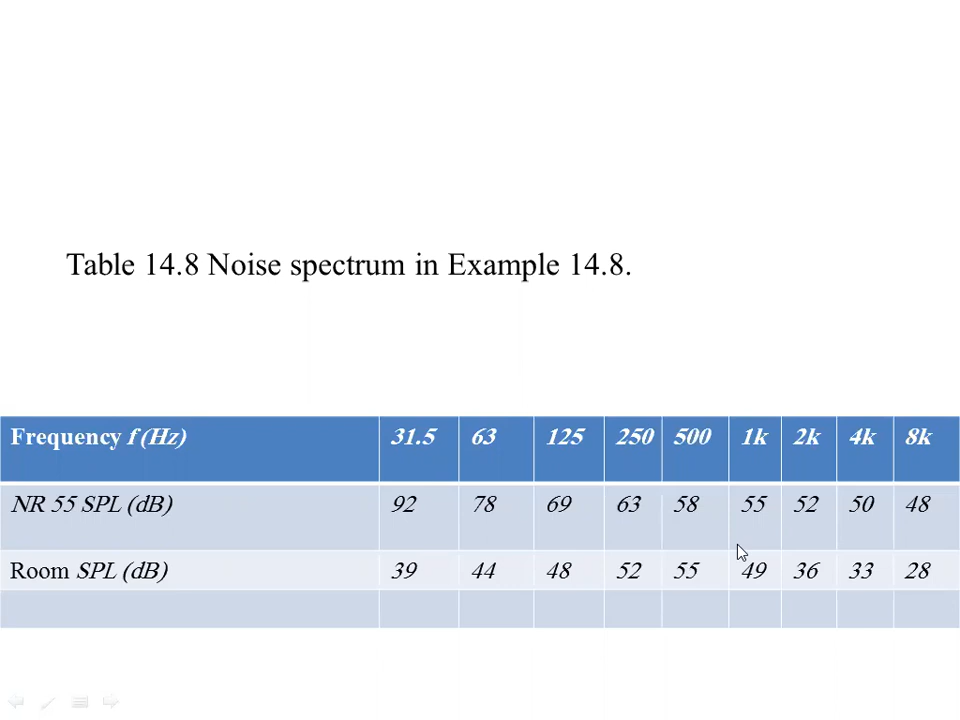 Table 14.8 Noise spectrum in Example 14.8.
Frequency f (Hz) 31.5 63 125 250 500 1k 2k 4k 8k
NR 55 SPL (dB) 92 78 69 63 58 55 52 50 48
Room SPL (dB) 39 44 48 52 55 49 36 33 28